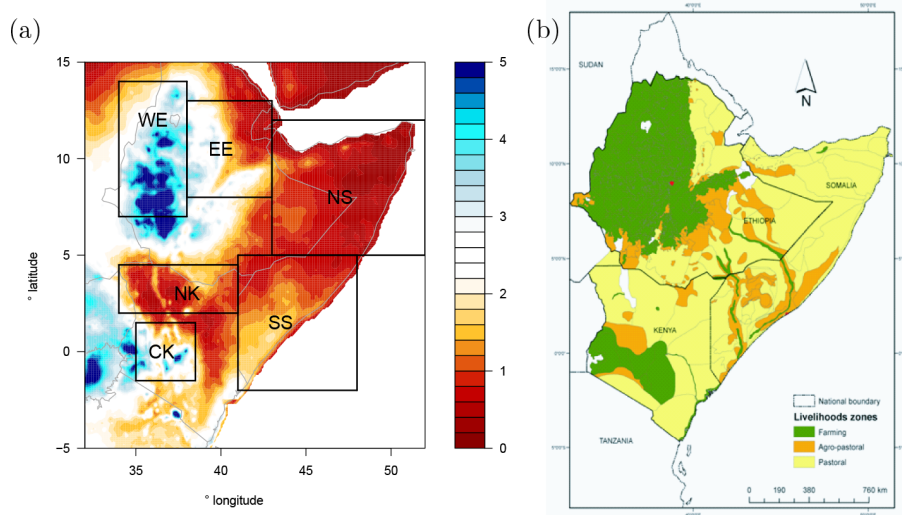 (a)
15
10
5
0
−5
° latitude
WE
EE
NS
NK
SS
CK
35
40
45
50
° longitude
5
4
3
2
1
0
(b)
SUDAN
N
SOMALIA
ETHIOPIA
KENYA
TANZANIA
National boundary
Livelihoods zones
Farming
Agro-pastoral
Pastoral
0 190 380 760 km